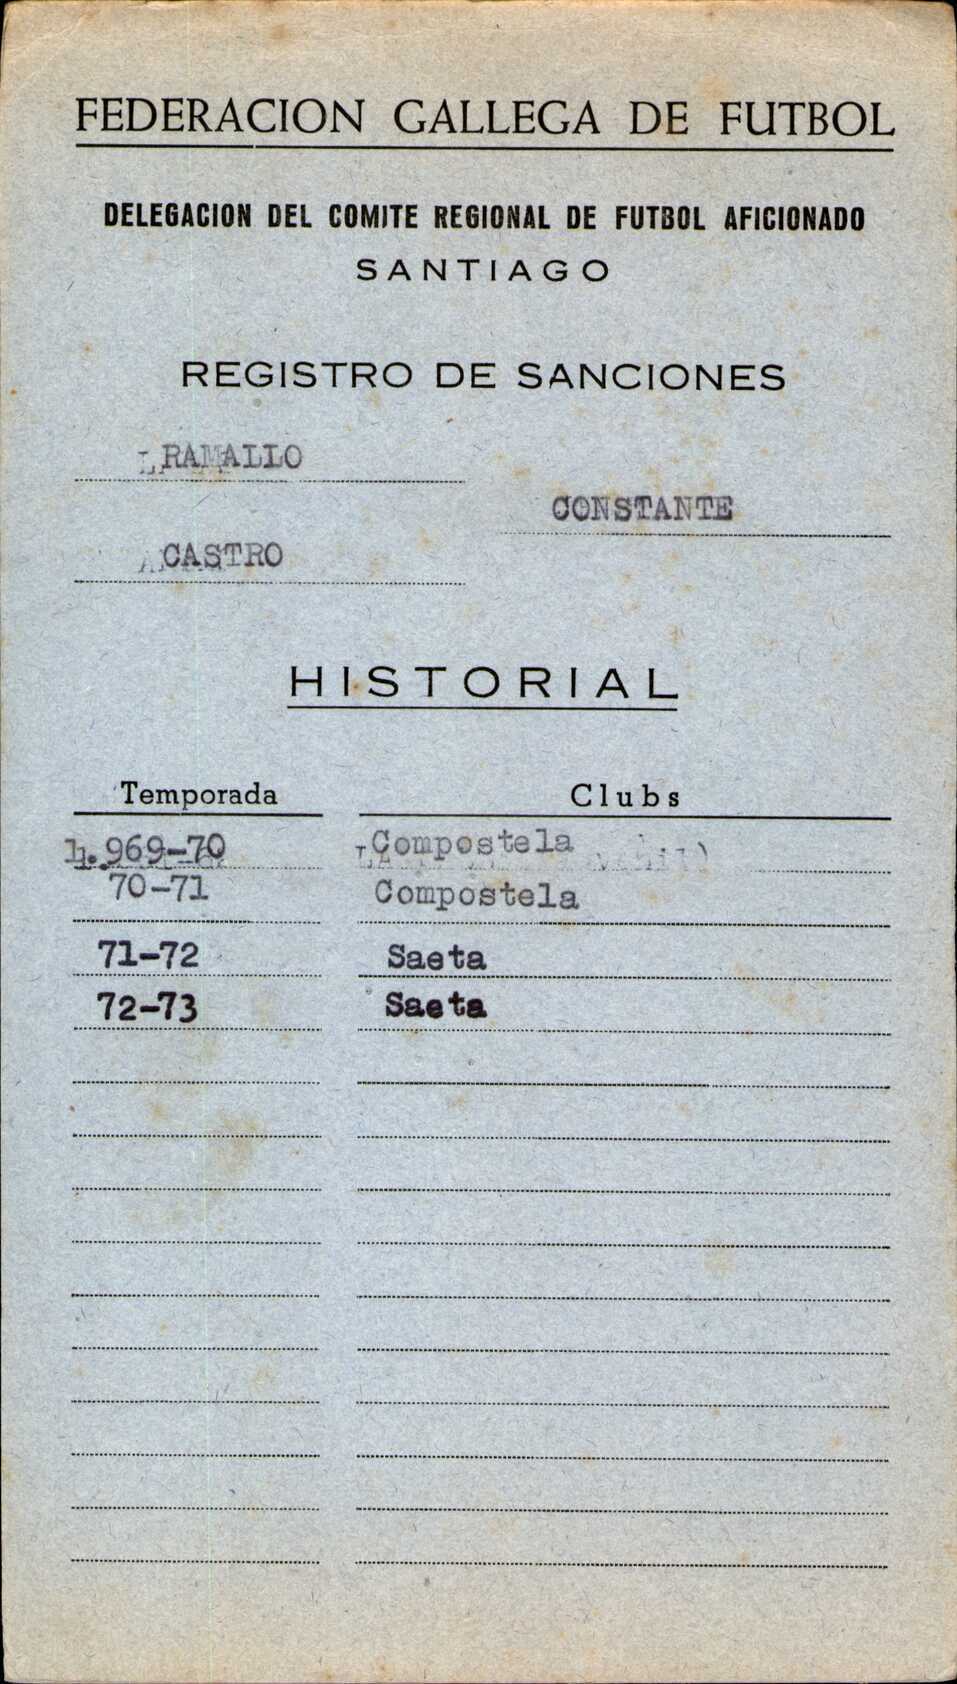 FEDERACION GALLEGA DE FUTBOL
DELEGACION DEL COMITE REGIONAL DE FUTBOL AFICIONADO
SANTIAGO
REGISTRO DE SANCIONES
RAMALLO
CONSTANTE
CASTRO
HISTORIAL
Temporada Clubs
1.969-70 Compostela
70-71 Compostela
71-72 Saeta
72-73 Saeta